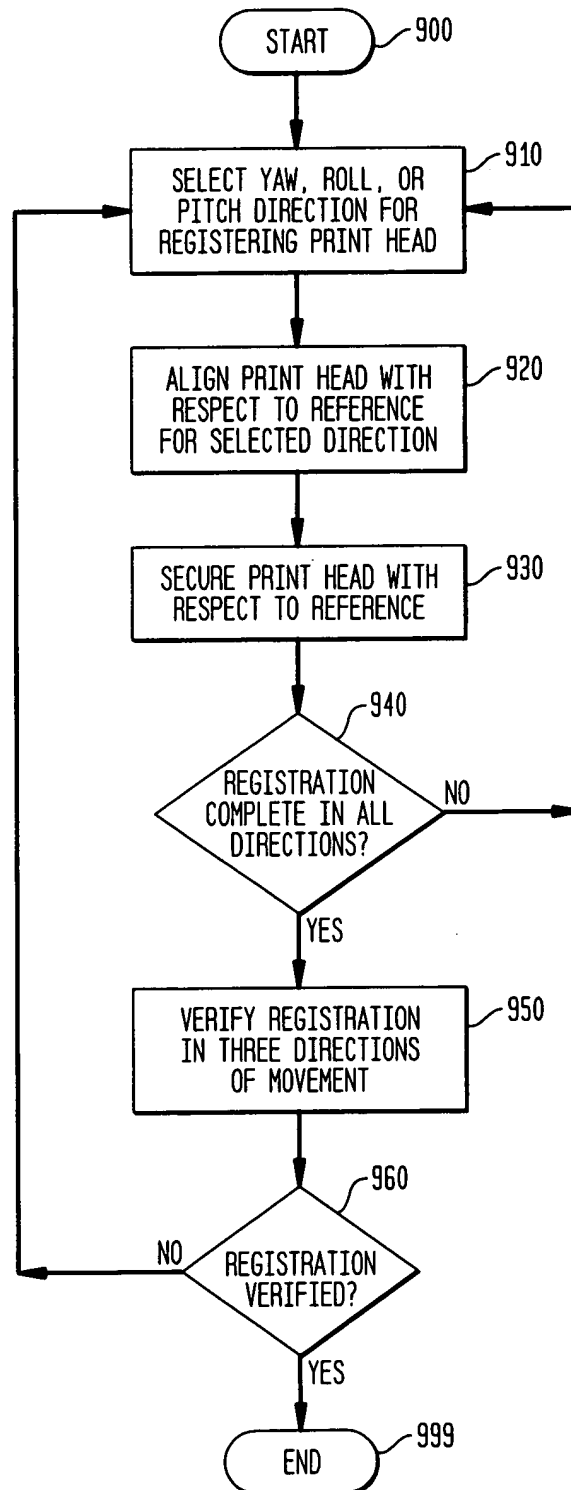 START
900
910
SELECT YAW, ROLL, OR
PITCH DIRECTION FOR
REGISTERING PRINT HEAD
920
ALIGN PRINT HEAD WITH
RESPECT TO REFERENCE
FOR SELECTED DIRECTION
930
SECURE PRINT HEAD WITH
RESPECT TO REFERENCE
940
REGISTRATION
COMPLETE IN ALL
DIRECTIONS?
NO
YES
950
VERIFY REGISTRATION
IN THREE DIRECTIONS
OF MOVEMENT
960
NO
REGISTRATION
VERIFIED?
YES
END
999